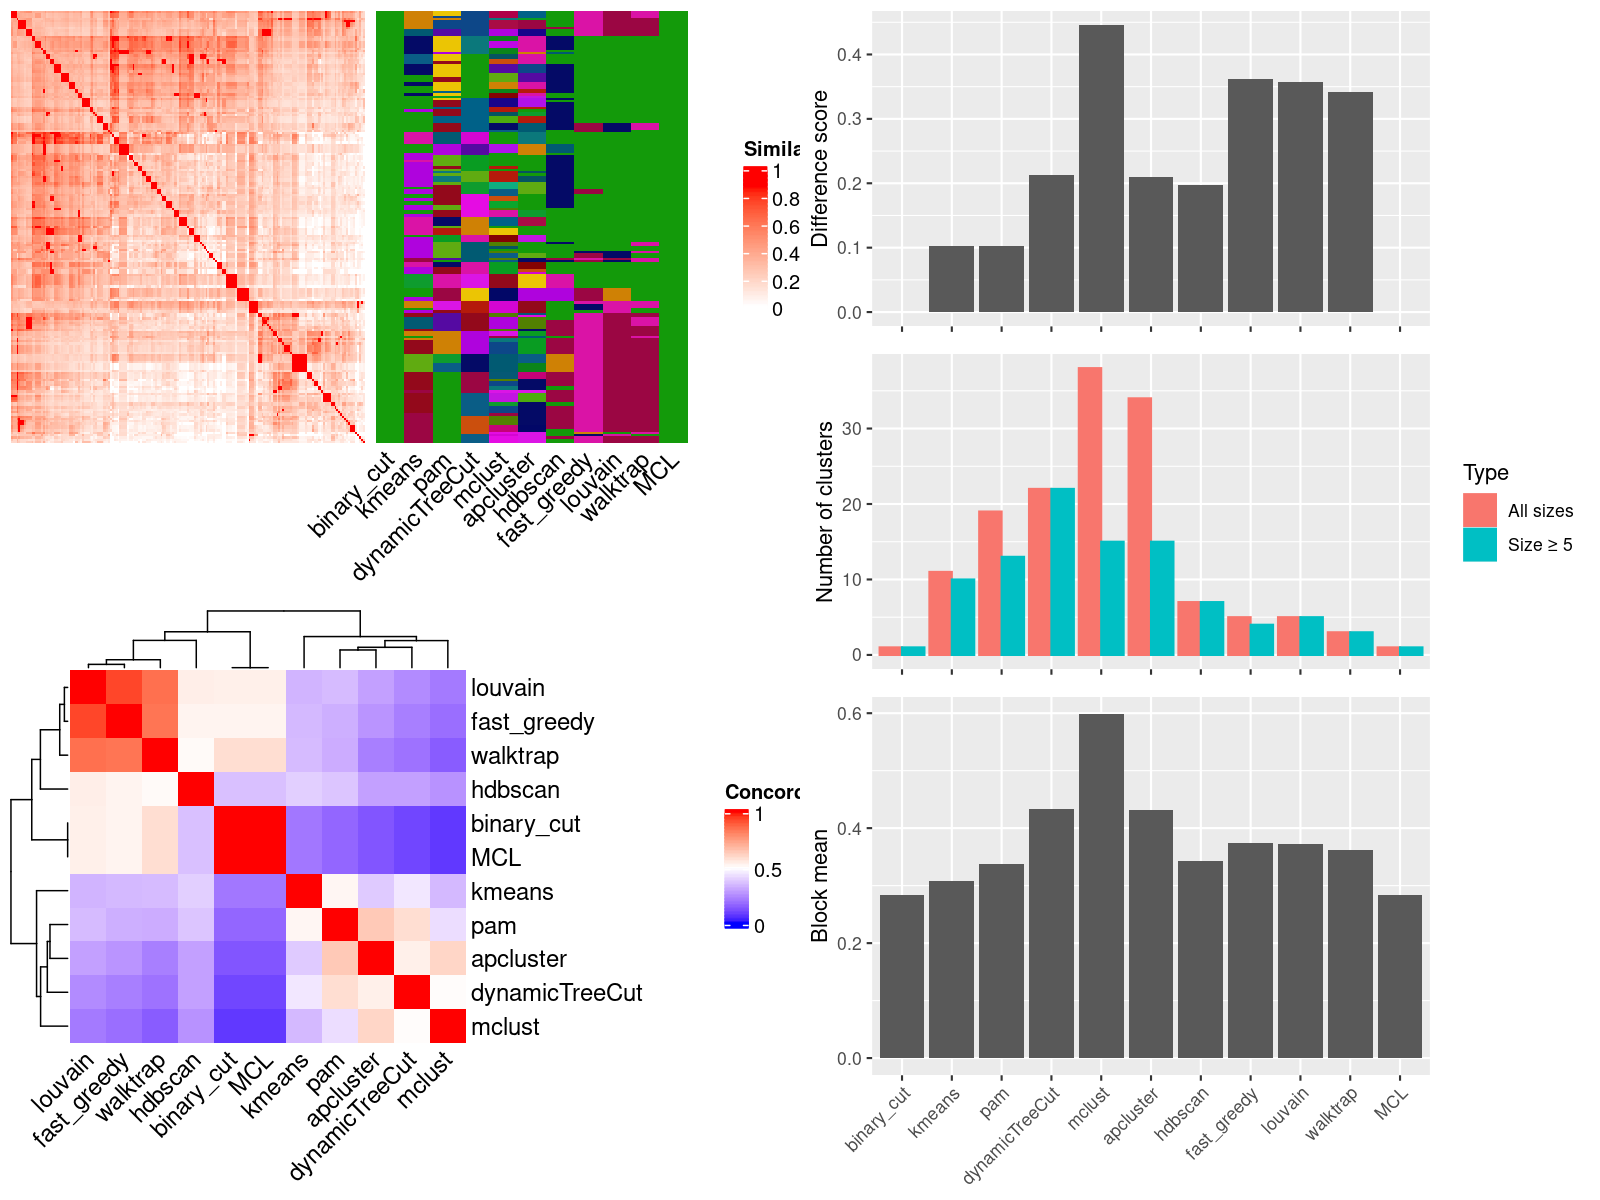 Simila
1
0.8
0.6
0.4
0.2
0
binary_cut
kmeans
pam
dynamicTreeCut
mclust
apcluster
hdbscan
fast_greedy
louvain
walktrap
MCL
Difference score
0.4
0.3
0.2
0.1
0.0
Number of clusters
30
20
10
0
Type
All sizes
Size ≥ 5
louvain
fast_greedy
walktrap
hdbscan
binary_cut
MCL
kmeans
pam
apcluster
dynamicTreeCut
mclust
louvain
fast_greedy
walktrap
hdbscan
binary_cut
MCL
kmeans
pam
apcluster
dynamicTreeCut
mclust
Concord
1
0.5
0
Block mean
0.6
0.4
0.2
0.0
binary_cut
kmeans
pam
dynamicTreeCut
mclust
apcluster
hdbscan
fast_greedy
louvain
walktrap
MCL